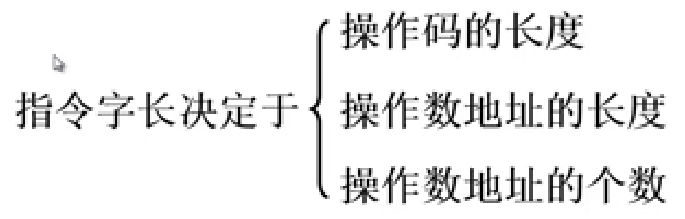 指令字长决定于
操作码的长度
操作数地址的长度
操作数地址的个数